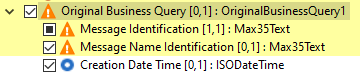 Original Business Query [0,1] : OriginalBusinessQuery1
Message Identification [1,1] : Max35Text
Message Name Identification [0,1] : Max35Text
Creation Date Time [0,1] : ISODateTime